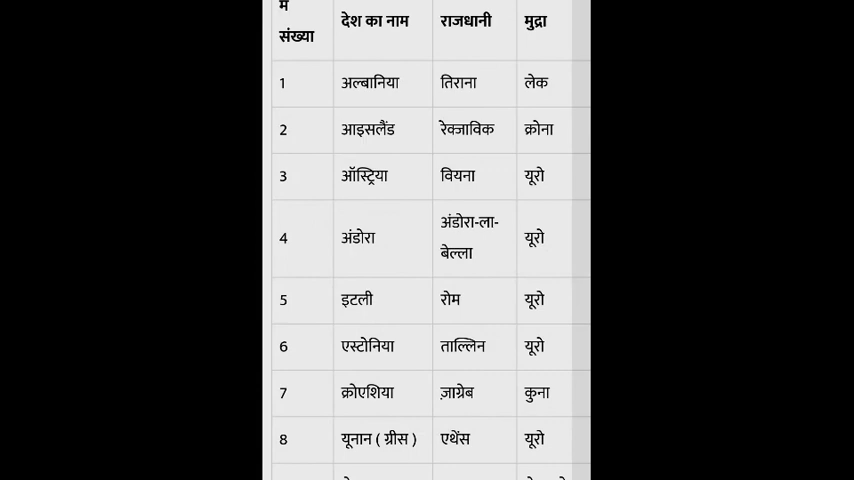 म
संख्या देश का नाम राजधानी मुद्रा
1 अल्बानिया तिराना लेक
2 आइसलैंड रेक्जाविक क्रोना
3 ऑस्ट्रिया वियना यूरो
4 अंडोरा अंडोरा-ला-
बेल्ला यूरो
5 इटली रोम यूरो
6 एस्टोनिया ताल्लिन यूरो
7 क्रोएशिया ज़ाग्रेब कुना
8 यूनान ( ग्रीस ) एथेंस यूरो